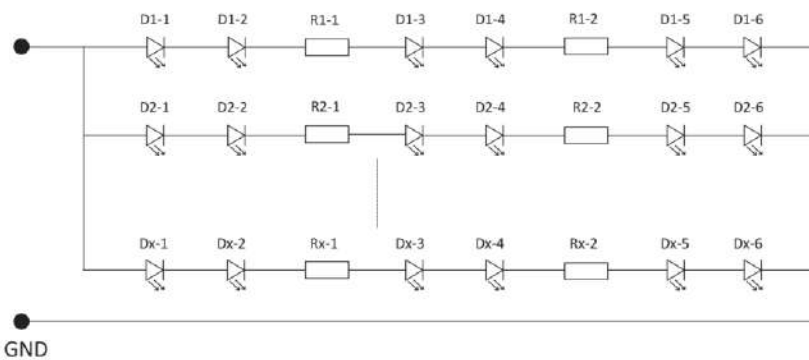 D1-1 D1-2 R1-1 D1-3 D1-4 R1-2 D1-5 D1-6
D2-1 D2-2 R2-1 D2-3 D2-4 R2-2 D2-5 D2-6
Dx-1 Dx-2 Rx-1 Dx-3 Dx-4 Rx-2 Dx-5 Dx-6
GND